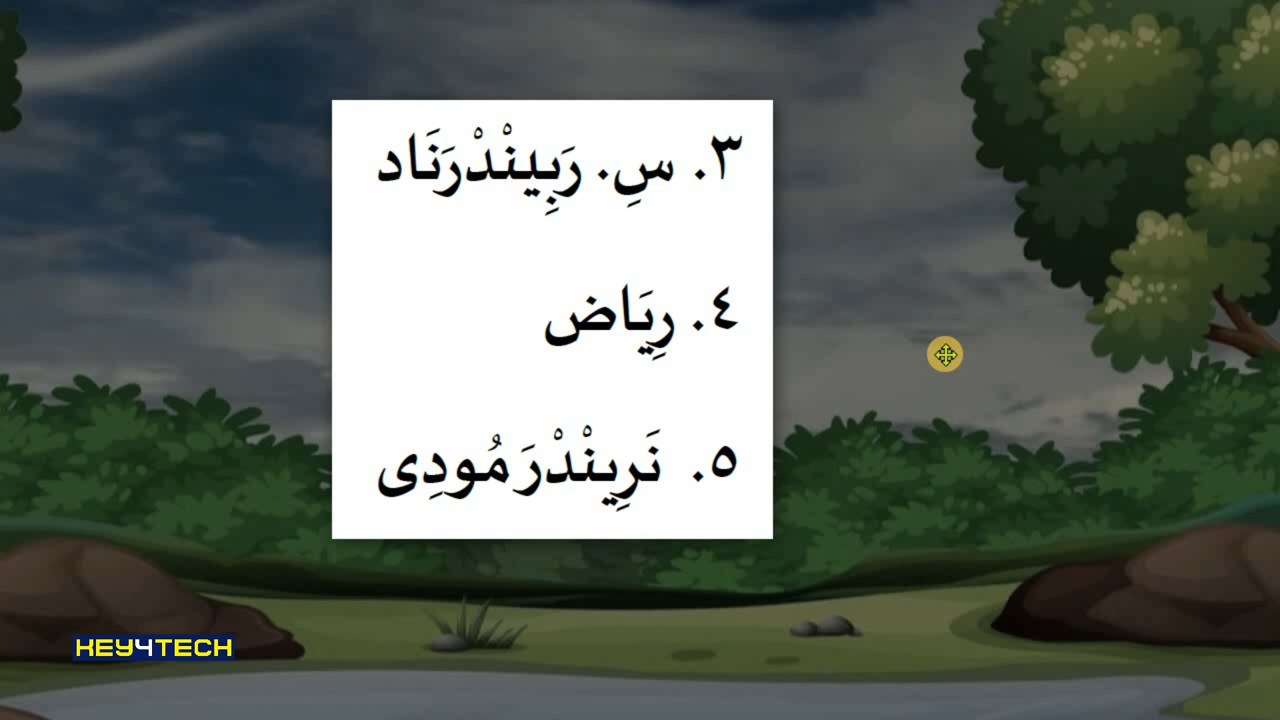 ٣. سِ. رَبِينْدْرَنَاد
٤. رِيَاض
٥. نَرِينْدْرَ مُودِى
KEY4TECH